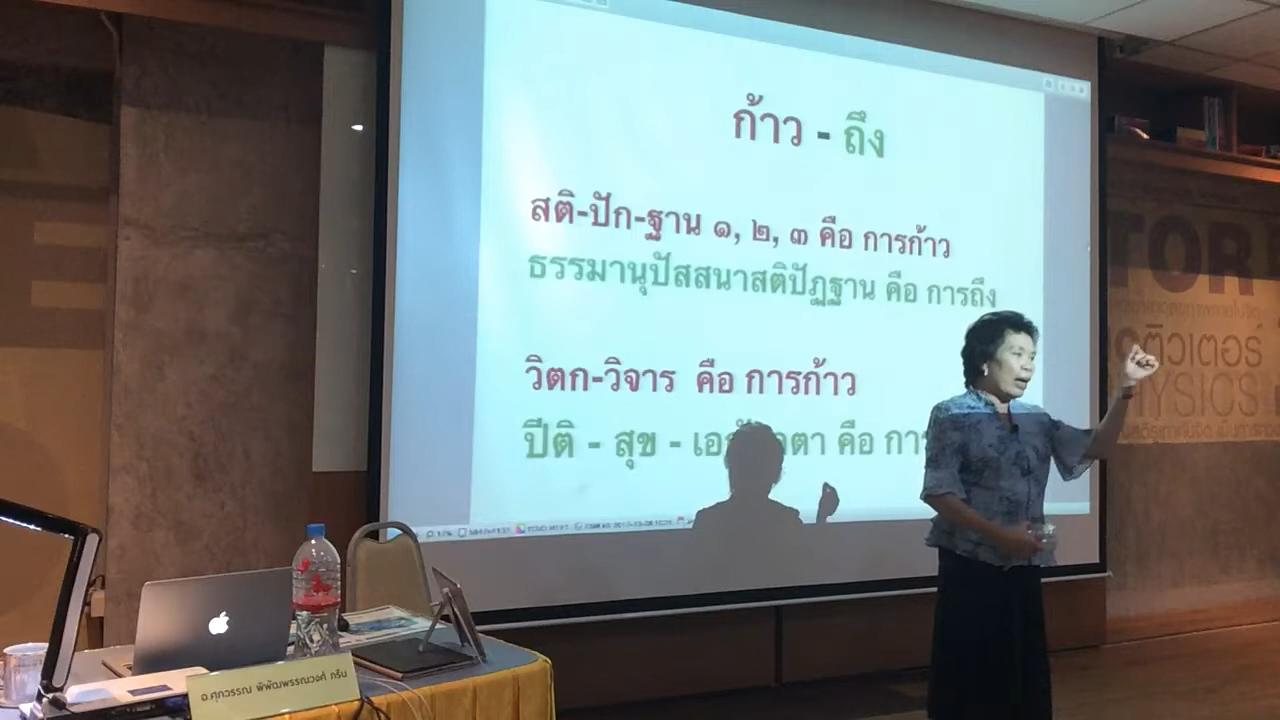 ก้าว - ถึง
สติ-ปัก-ฐาน ๑, ๒, ๓ คือ การก้าว
ธรรมานุปัสสนาสติปัฏฐาน คือ การถึง
วิตก-วิจาร คือ การก้าว
ปีติ - สุข - คือ
TOR
ติวเตอร์
PHYSICS
อ.ศุภวรรณ พิพัฒพรรณวงศ์ กรีน